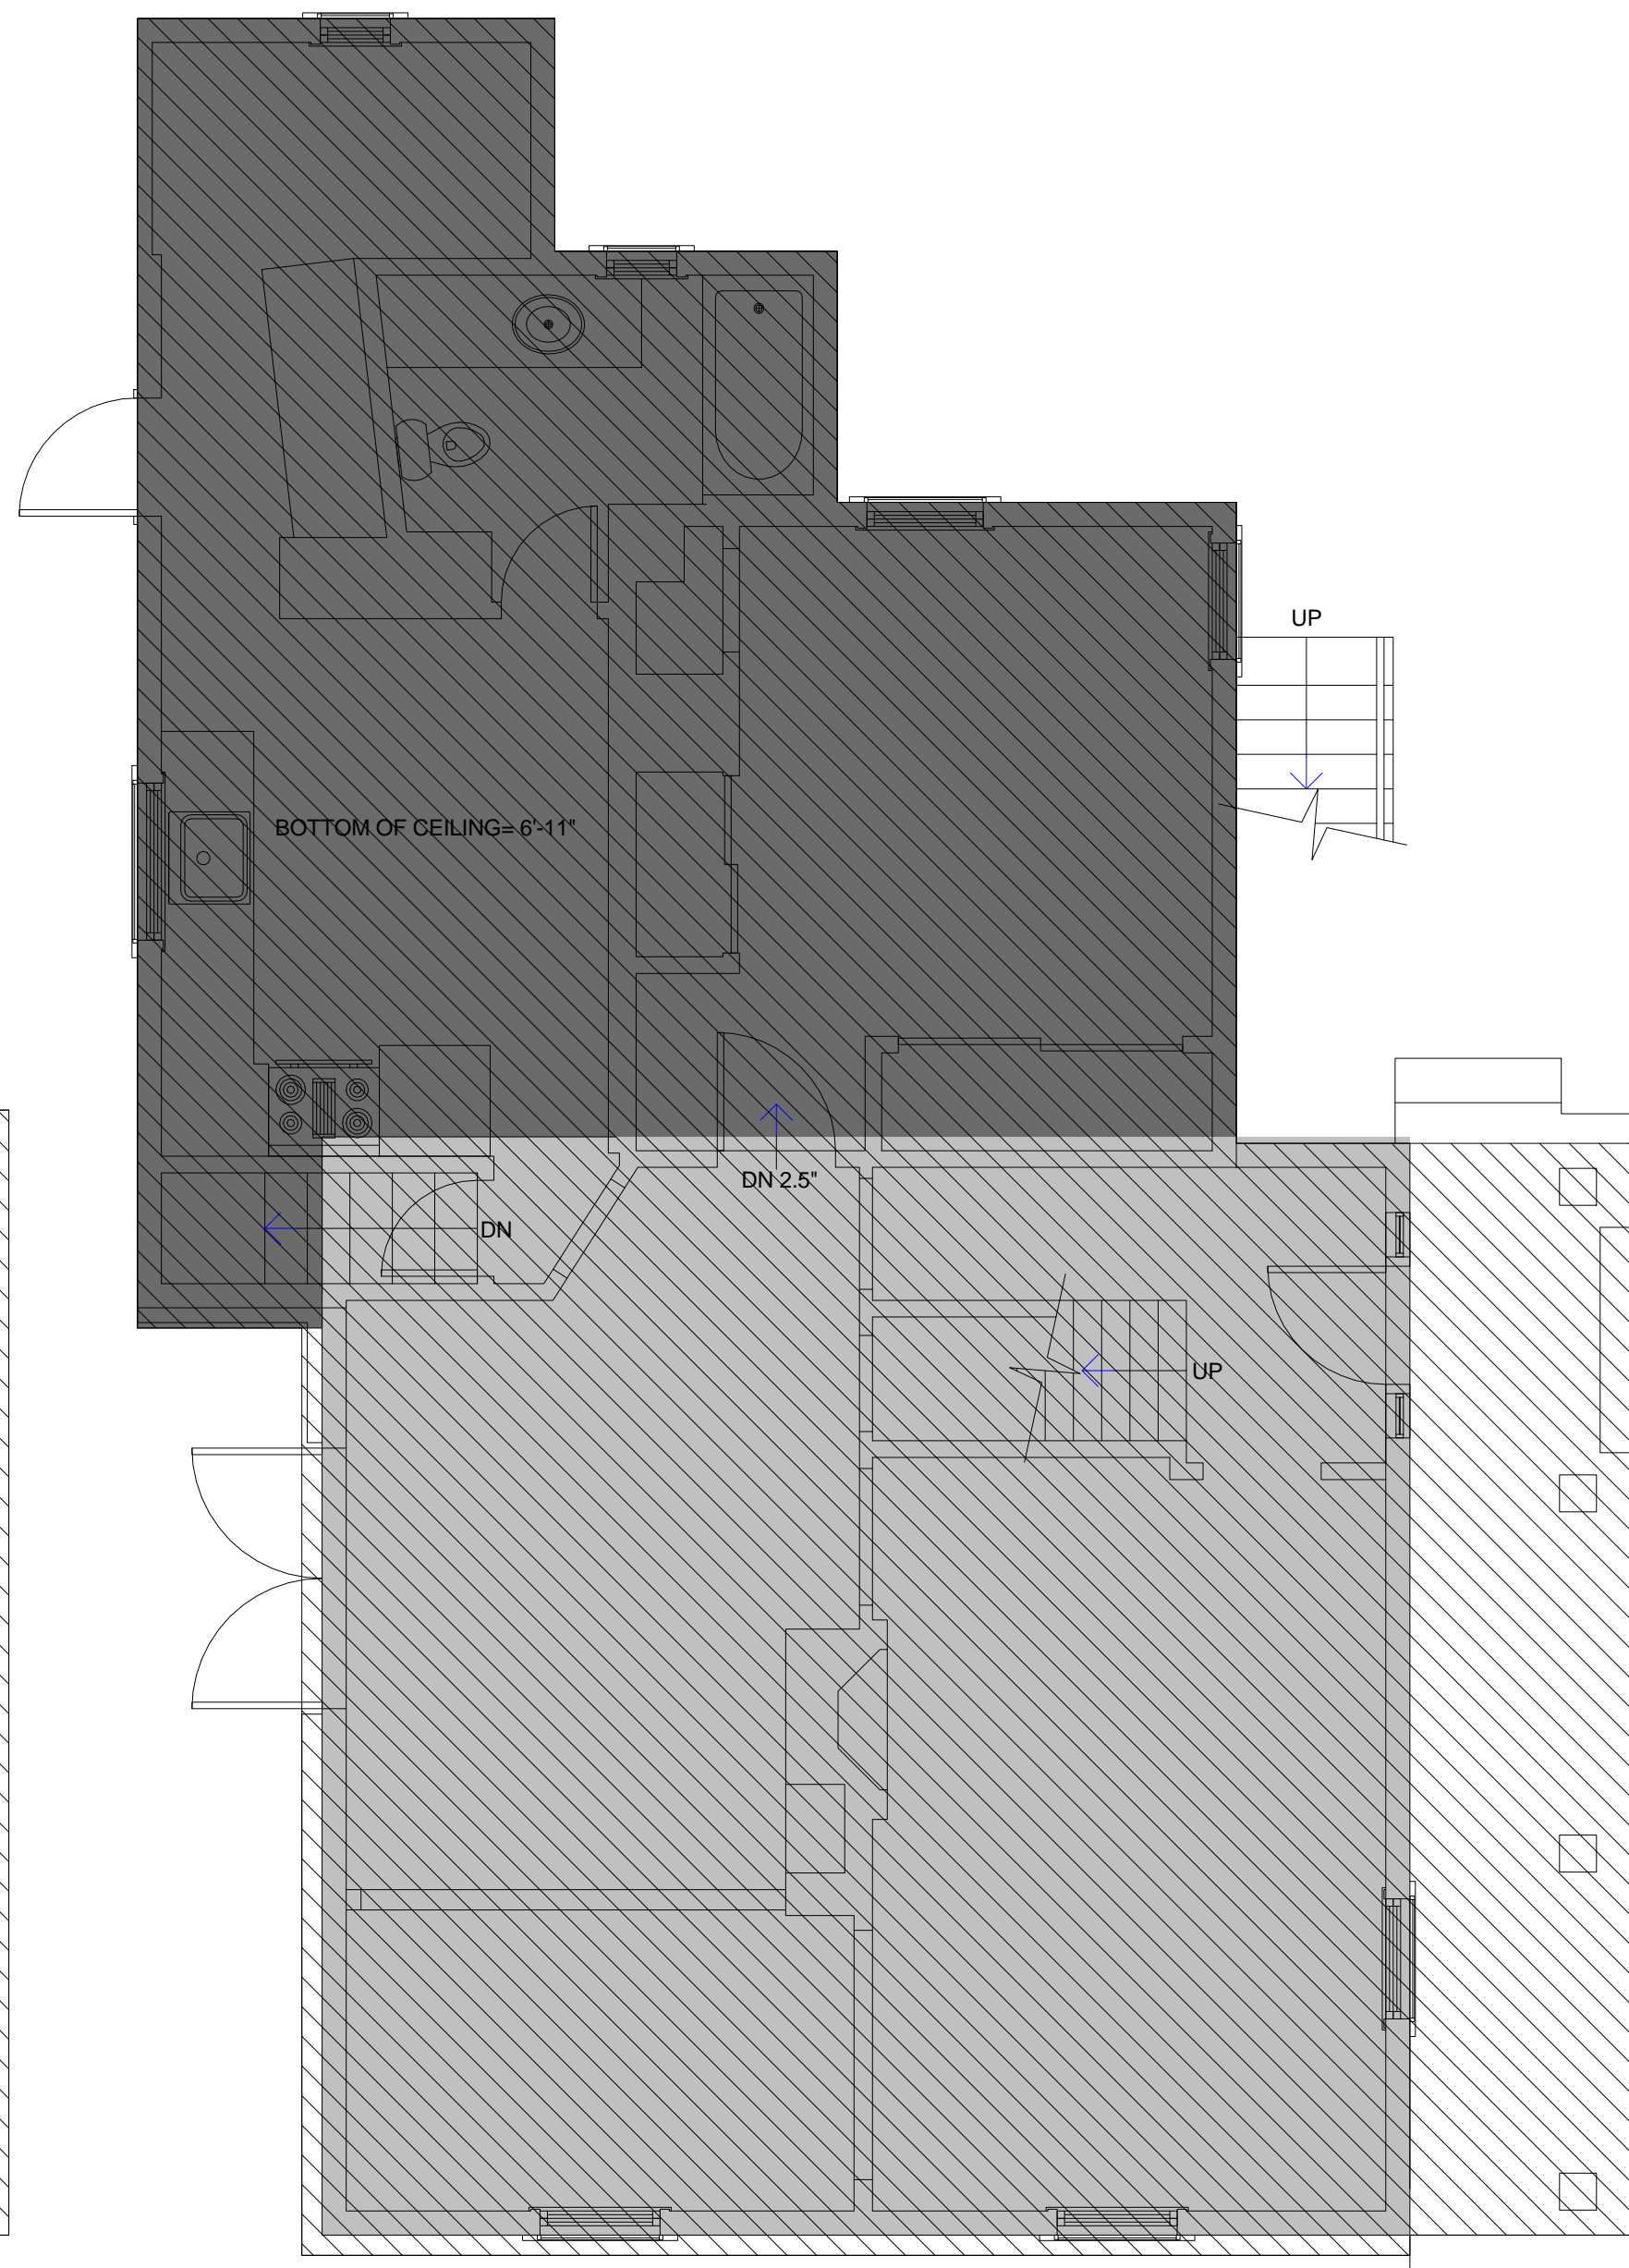 UP
BOTTOM OF CEILING= 6'-11"
DN 2.5"
DN
UP